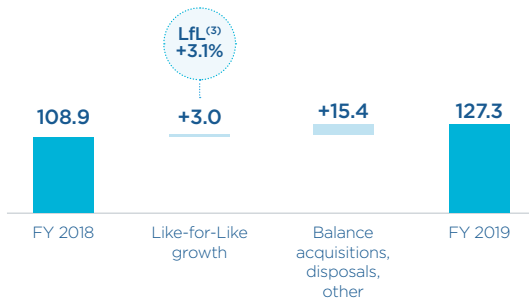 LfL(3)
+3.1%
108.9
+3.0
+15.4
127.3
FY 2018
Like-for-Like
growth
Balance
acquisitions,
disposals,
other
FY 2019